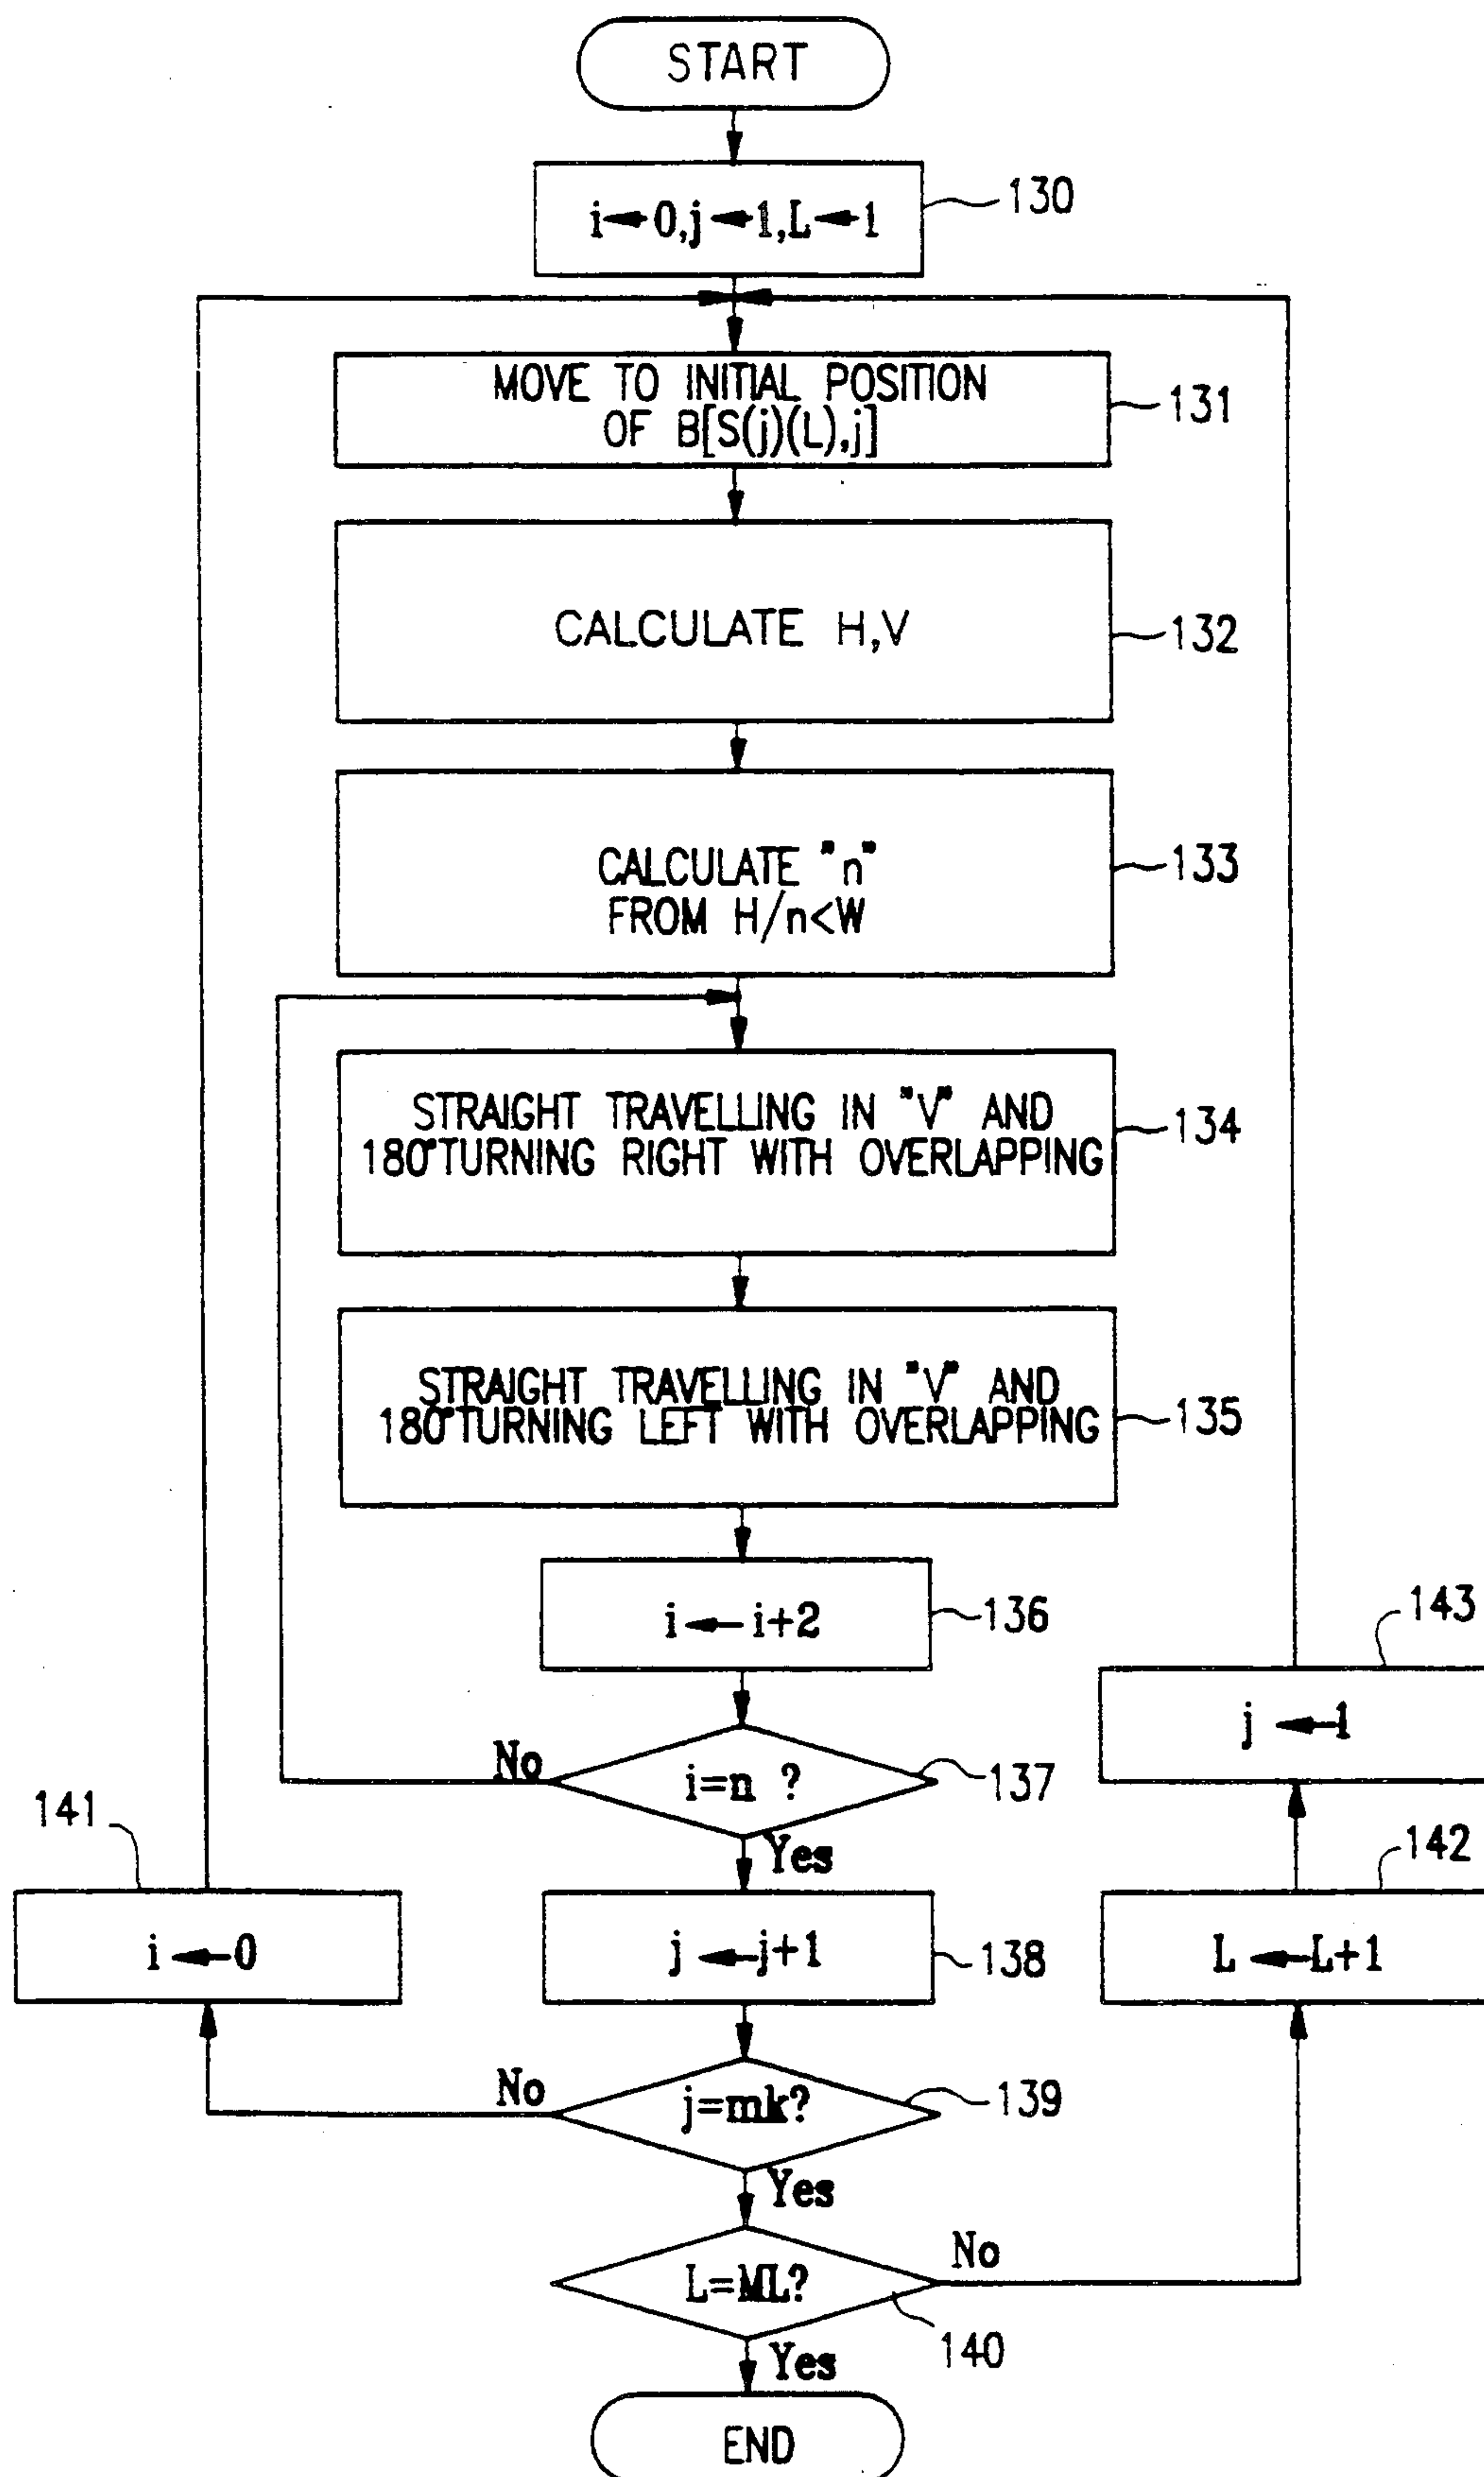 START
i←0,j←1,L←1
130
MOVE TO INITIAL POSITION
OF B[S(j)(L),j]
131
CALCULATE H,V
132
CALCULATE "n"
FROM H/n<W
133
STRAIGHT TRAVELLING IN "V" AND
180°TURNING RIGHT WITH OVERLAPPING
134
STRAIGHT TRAVELLING IN "V" AND
180°TURNING LEFT WITH OVERLAPPING
135
i←i+2
136
143
j←1
No
i=n ?
137
141
Yes
142
i←0
j←j+1
138
L←L+1
No
j=mk?
139
Yes
No
L=ML?
140
Yes
END